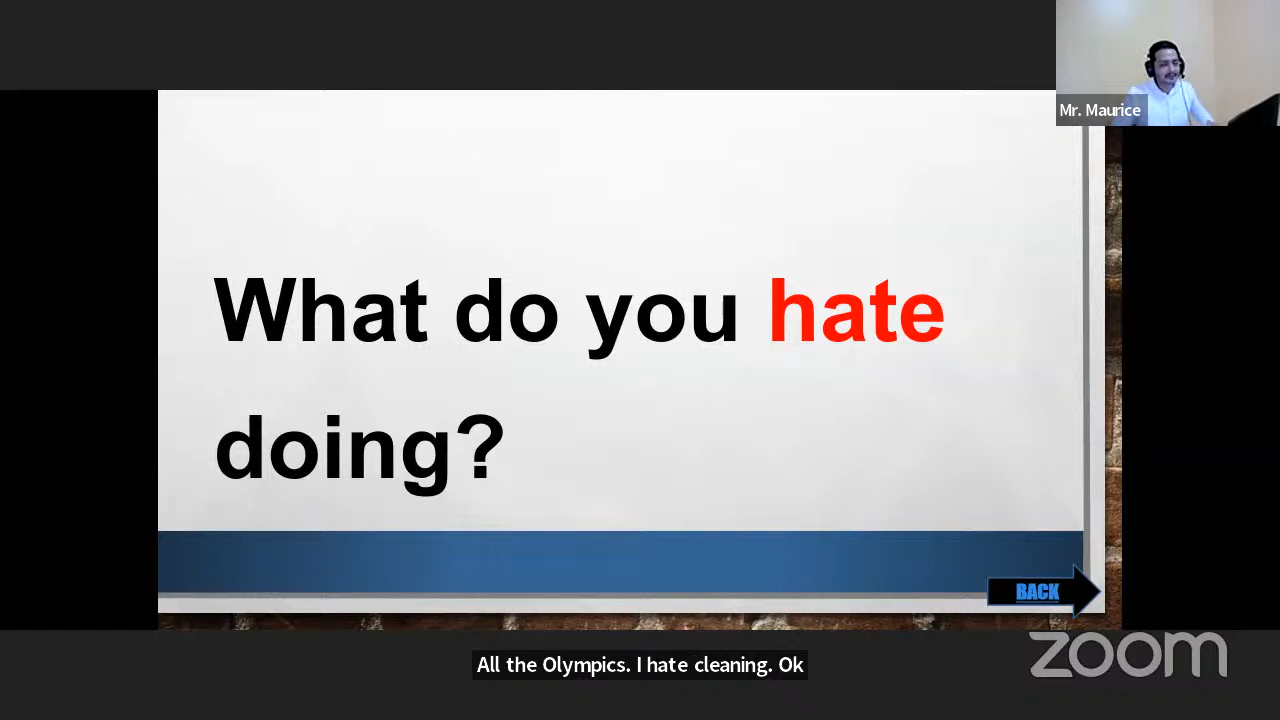 Mr. Maurice
What do you hate
doing?
BACK
All the Olympics. I hate cleaning. Ok
zoom